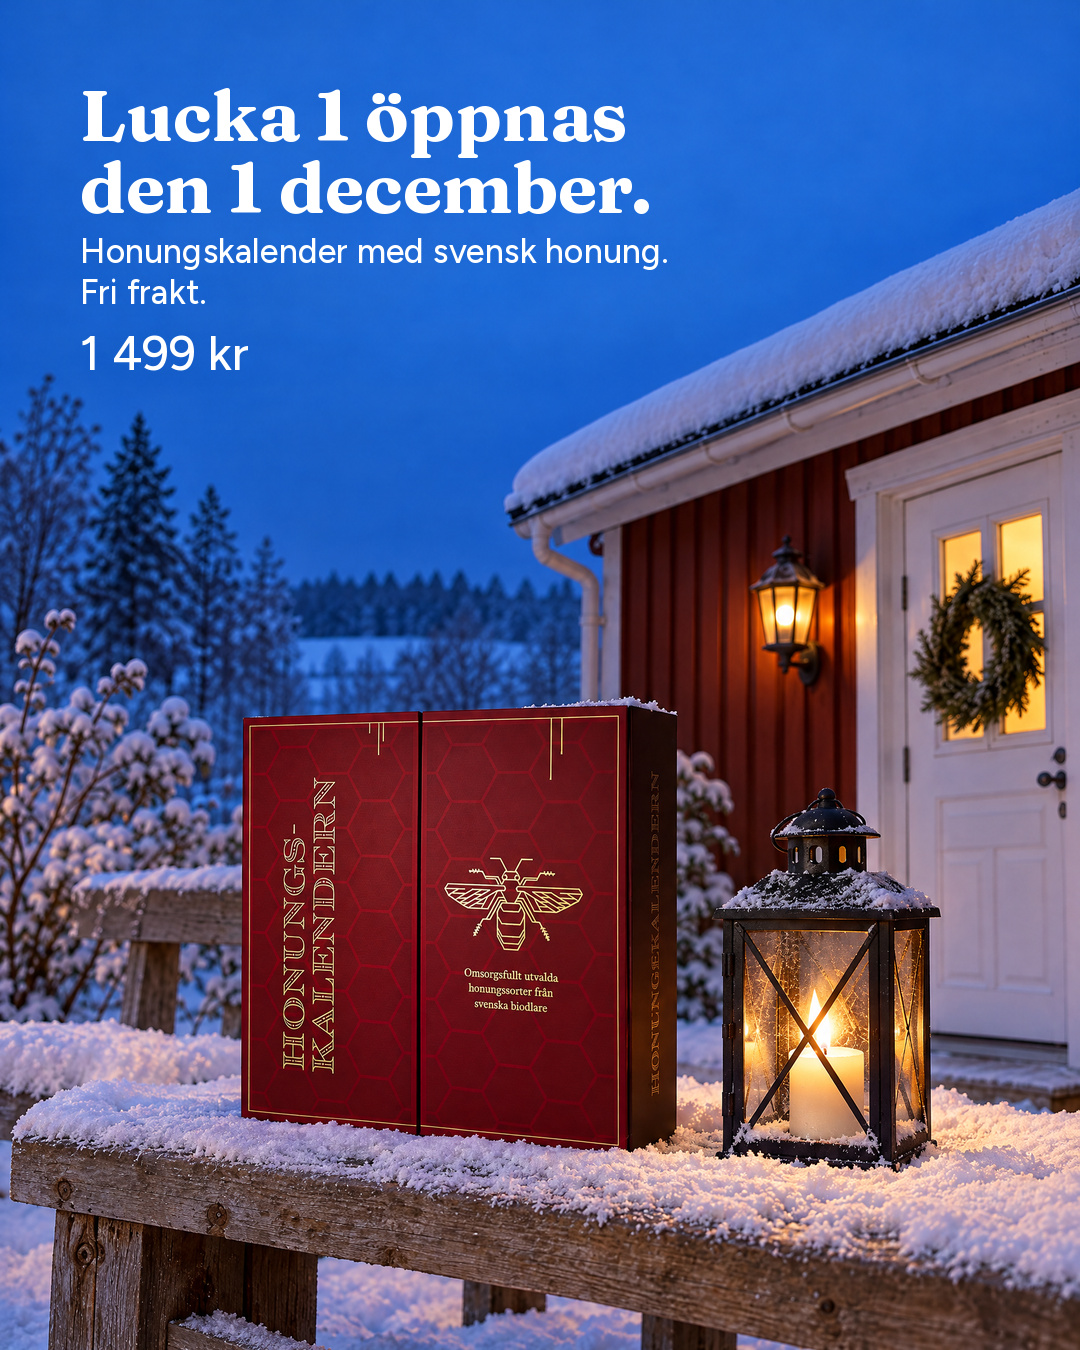 Lucka 1 öppnas
den 1 december.
Honungskalender med svensk honung.
Fri frakt.
1 499 kr
HONUNGS-
KALENDERN
Omsorgsfullt utvalda
honungssorter från
svenska biodlare